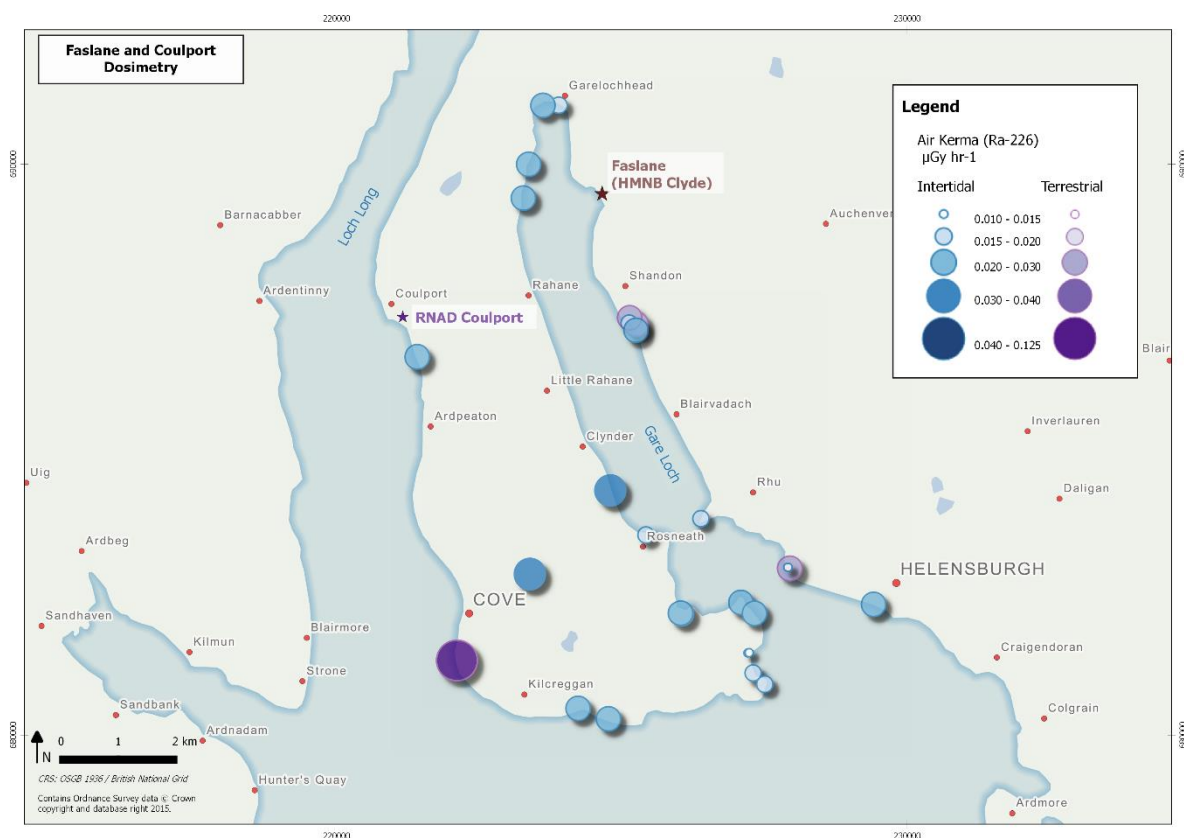 220000
230000
Faslane and Coulport
Dosimetry
Garelochhead
Legend
Air Kerma (Ra-226)
µGy hr-1
Intertidal
Terrestrial
0.010 - 0.015
0.015 - 0.020
0.020 - 0.030
0.030 - 0.040
0.040 - 0.125
680000
680000
Faslane
(HMNB Clyde)
Loch Long
Barnacabber
Auchenver
Ardentinny
Coulport
Rahane
Shandon
RNAD Coulport
Blair
Little Rahane
Ardpeaton
Blairvadach
Inverlauren
Clynder
Gare Loch
Uig
Rhu
Daligan
Ardbeg
Rosneath
HELENSBURGH
COVE
Sandhaven
Kilmun
Blairmore
Craigendoran
Strone
Kilcreggan
Sandbank
Colgrain
Ardnadam
680000
680000
0 1 2 km
N
CRS: OSGB 1936 / British National Grid
Hunter's Quay
Contains Ordnance Survey data © Crown
copyright and database right 2015.
Ardmore
220000
230000